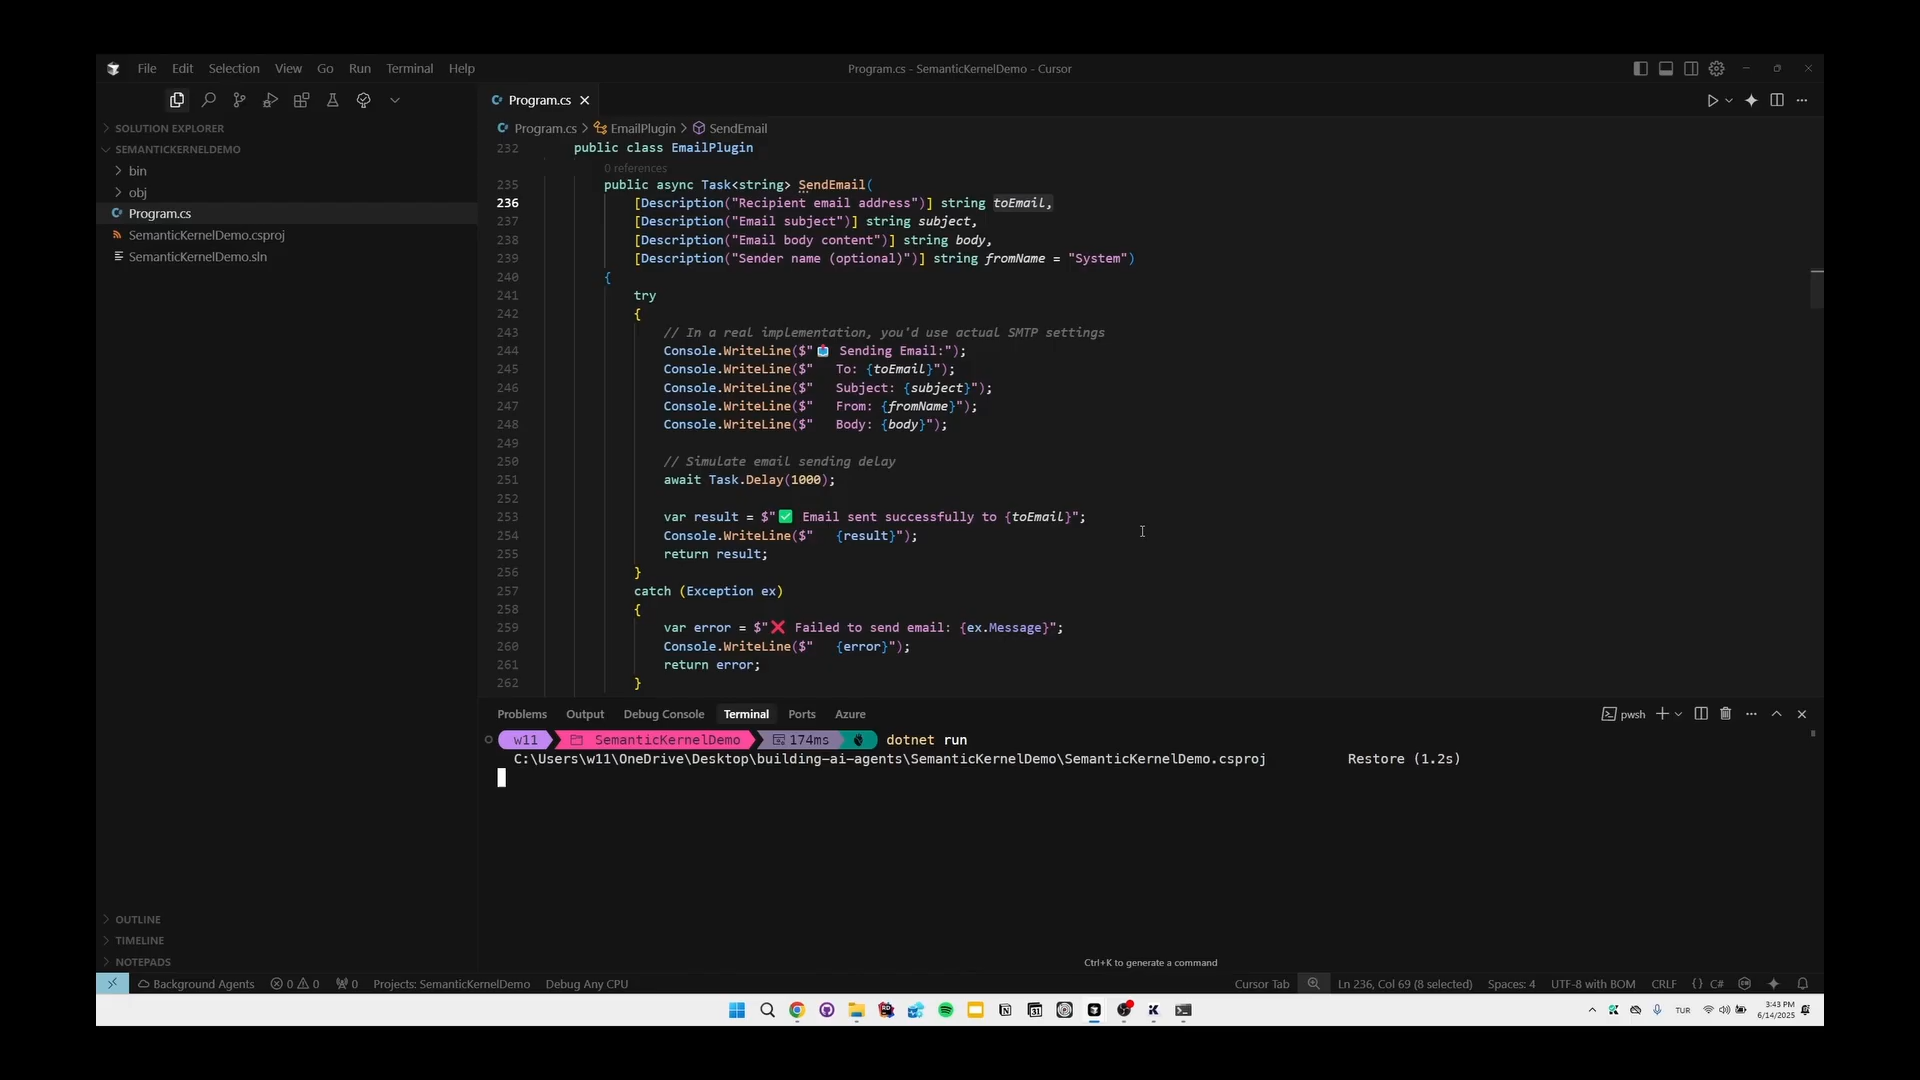 File Edit Selection View Go Run Terminal Help
Program.cs - SemanticKernelDemo - Cursor
Program.cs
SOLUTION EXPLORER
SEMANTICKERNELDEMO
bin
obj
Program.cs
SemanticKernelDemo.csproj
SemanticKernelDemo.sln
OUTLINE
TIMELINE
NOTEPADS
Program.cs > EmailPlugin > SendEmail
232 public class EmailPlugin
0 references
235 public async Task<string> SendEmail(
236 [Description("Recipient email address")] string toEmail,
237 [Description("Email subject")] string subject,
238 [Description("Email body content")] string body,
239 [Description("Sender name (optional)")] string fromName = "System")
240 {
241 try
242 {
243 // In a real implementation, you'd use actual SMTP settings
244 Console.WriteLine($"📤 Sending Email:");
245 Console.WriteLine($"   To: {toEmail}");
246 Console.WriteLine($"   Subject: {subject}");
247 Console.WriteLine($"   From: {fromName}");
248 Console.WriteLine($"   Body: {body}");
249
250 // Simulate email sending delay
251 await Task.Delay(1000);
252
253 var result = $"✅ Email sent successfully to {toEmail}";
254 Console.WriteLine($"   {result}");
255 return result;
256 }
257 catch (Exception ex)
258 {
259 var error = $"❌ Failed to send email: {ex.Message}";
260 Console.WriteLine($"   {error}");
261 return error;
262 }
Problems Output Debug Console Terminal Ports Azure
pwsh
w11 SemanticKernelDemo 174ms dotnet run
C:\Users\w11\OneDrive\Desktop\building-ai-agents\SemanticKernelDemo\SemanticKernelDemo.csproj Restore (1.2s)
Ctrl+K to generate a command
Background Agents 0 0 0 Projects: SemanticKernelDemo Debug Any CPU
Cursor Tab Ln 236, Col 69 (8 selected) Spaces: 4 UTF-8 with BOM CRLF {} C#
TUR
3:43 PM
6/14/2025